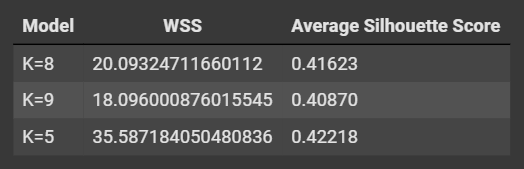 Model WSS Average Silhouette Score
K=8 20.09324711660112 0.41623
K=9 18.096000876015545 0.40870
K=5 35.587184050480836 0.42218